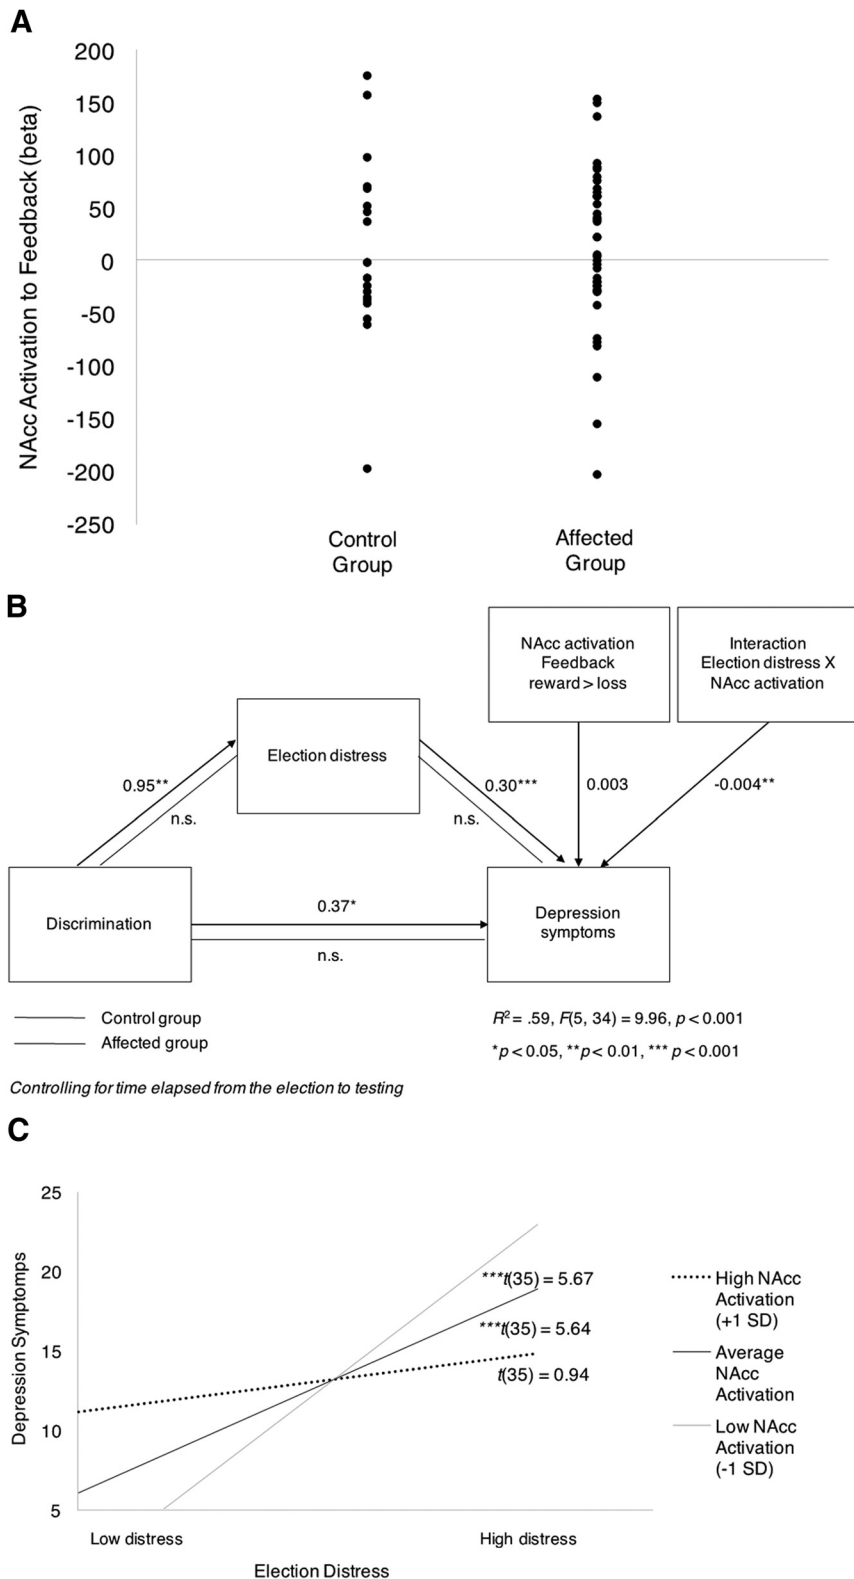 A
200
150
100
50
0
-50
-100
-150
-200
-250
NAcc Activation to Feedback (beta)
Control
Group
Affected
Group
B
NAcc activation
Feedback
reward > loss
Interaction
Election distress X
NAcc activation
Election distress
0.95**
n.s.
0.30***
n.s.
0.003
-0.004**
Discrimination
0.37*
n.s.
Depression
symptoms
Control group
Affected group
R² = .59, F(5, 34) = 9.96, p < 0.001
*p < 0.05, **p < 0.01, *** p < 0.001
Controlling for time elapsed from the election to testing
C
25
20
15
10
5
Depression Symptomps
***t(35) = 5.67
***t(35) = 5.64
t(35) = 0.94
Low distress
High distress
Election Distress
High NAcc
Activation
(+1 SD)
Average
NAcc
Activation
Low NAcc
Activation
(-1 SD)